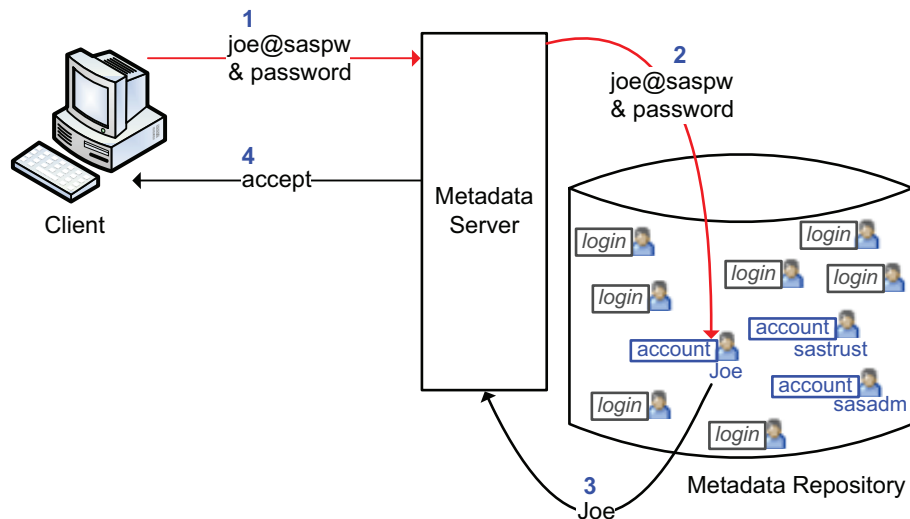 1
joe@saspw
& password
2
joe@saspw
& password
4
accept
Client
Metadata
Server
login
login
login
login
login
account
sastrust
account
Joe
account
sasadm
login
login
3
Joe
Metadata Repository